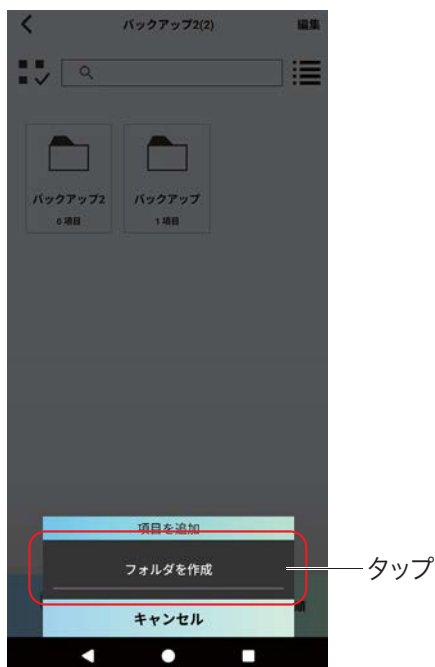 バックアップ2(2)
編集
バックアップ2
0 項目
バックアップ
1 項目
項目を追加
フォルダを作成
タップ
キャンセル